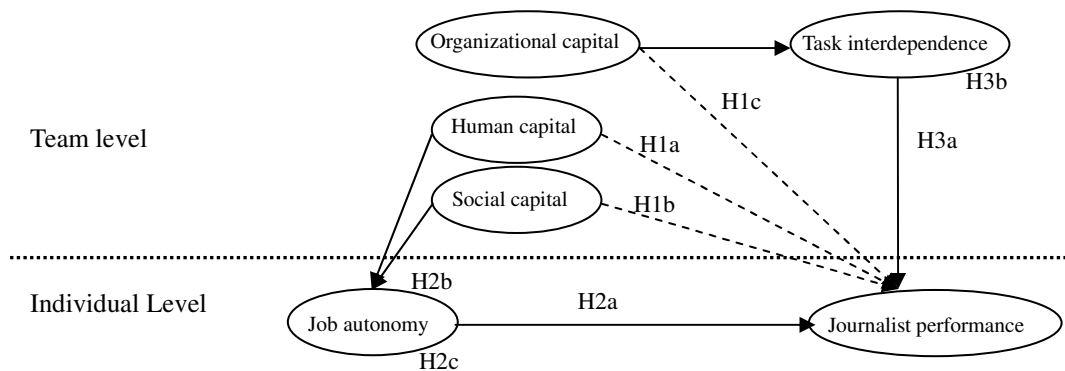 Organizational capital
Task interdependence
H3b
H1c
Human capital
H1a
H3a
Team level
Social capital
H1b
H2b
Individual Level
H2a
Job autonomy
Journalist performance
H2c